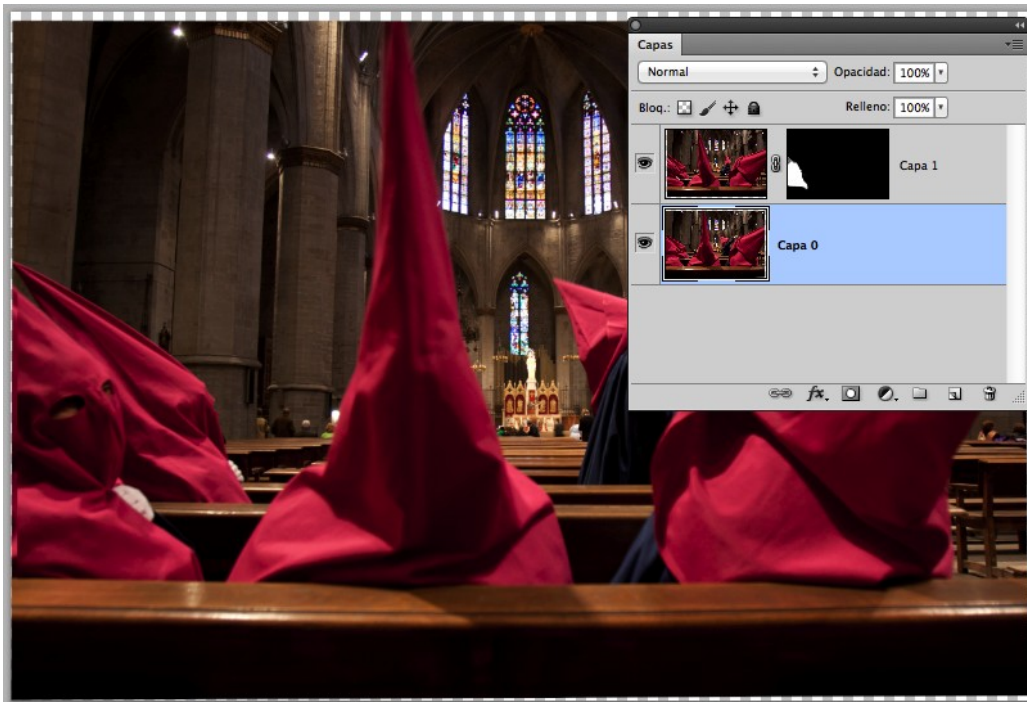 Capas
Normal Opacidad: 100%
Bloq.: Relleno: 100%
Capa 1
Capa 0
fx.